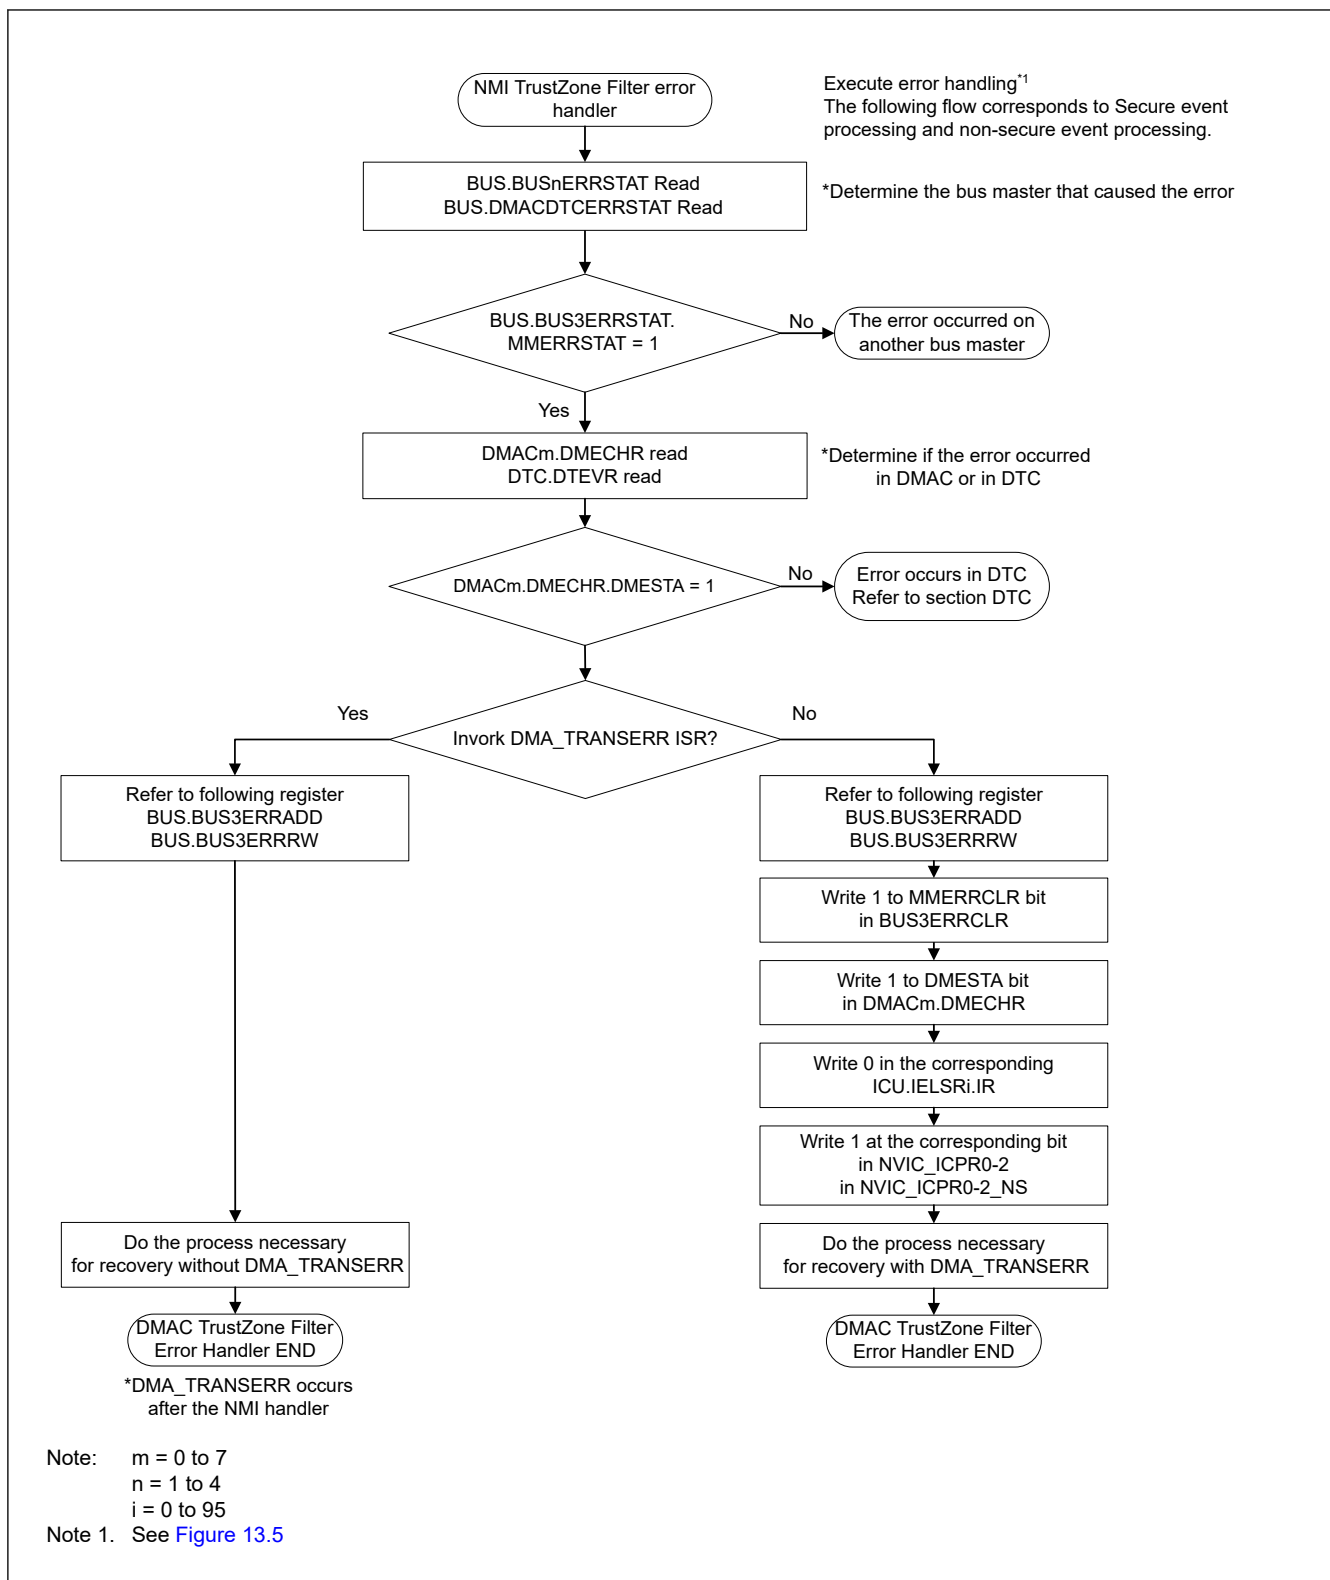 NMI TrustZone Filter error
handler
Execute error handling*1
The following flow corresponds to Secure event
processing and non-secure event processing.
BUS.BUSnERRSTAT Read
BUS.DMACDTCERRSTAT Read
*Determine the bus master that caused the error
BUS.BUS3ERRSTAT.
MMERRSTAT = 1
No
The error occurred on
another bus master
Yes
DMACm.DMECHR read
DTC.DTEVR read
*Determine if the error occurred
in DMAC or in DTC
DMACm.DMECHR.DMESTA = 1
No
Error occurs in DTC
Refer to section DTC
Yes
No
Invork DMA_TRANSERR ISR?
Refer to following register
BUS.BUS3ERRADD
BUS.BUS3ERRRW
Refer to following register
BUS.BUS3ERRADD
BUS.BUS3ERRRW
Write 1 to MMERRCLR bit
in BUS3ERRCLR
Write 1 to DMESTA bit
in DMACm.DMECHR
Write 0 in the corresponding
ICU.IELSRi.IR
Write 1 at the corresponding bit
in NVIC_ICPR0-2
in NVIC_ICPR0-2_NS
Do the process necessary
for recovery without DMA_TRANSERR
Do the process necessary
for recovery with DMA_TRANSERR
DMAC TrustZone Filter
Error Handler END
DMAC TrustZone Filter
Error Handler END
*DMA_TRANSERR occurs
after the NMI handler
Note: m = 0 to 7
n = 1 to 4
i = 0 to 95
Note 1. See Figure 13.5